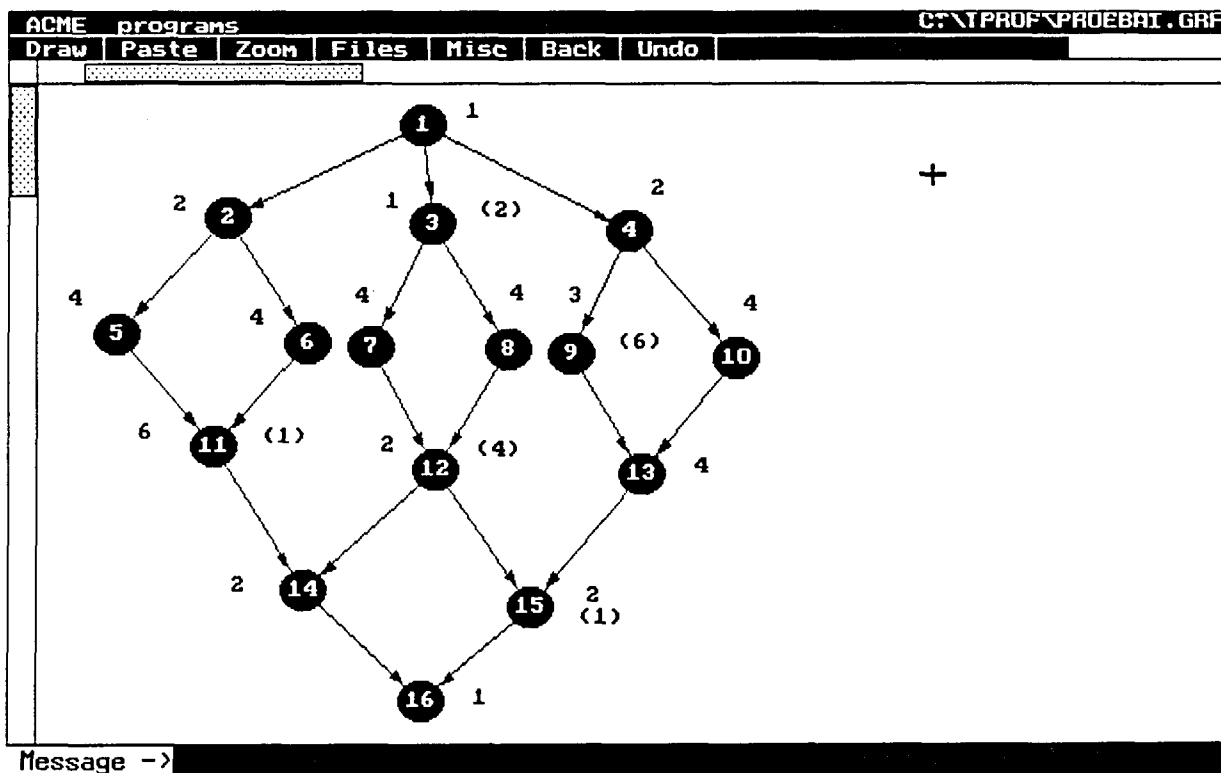 ACME programs C:\TPROF\PROEBAI.GRF
Draw Paste Zoom Files Misc Back Undo
1 1
2 2 1 3 (2) 2 4
4 5 4 6 4 7 4 8 3 9 (6) 4 10
6 11 (1) 2 12 (4) 13 4
2 14 15 2
(1)
16 1
Message ->